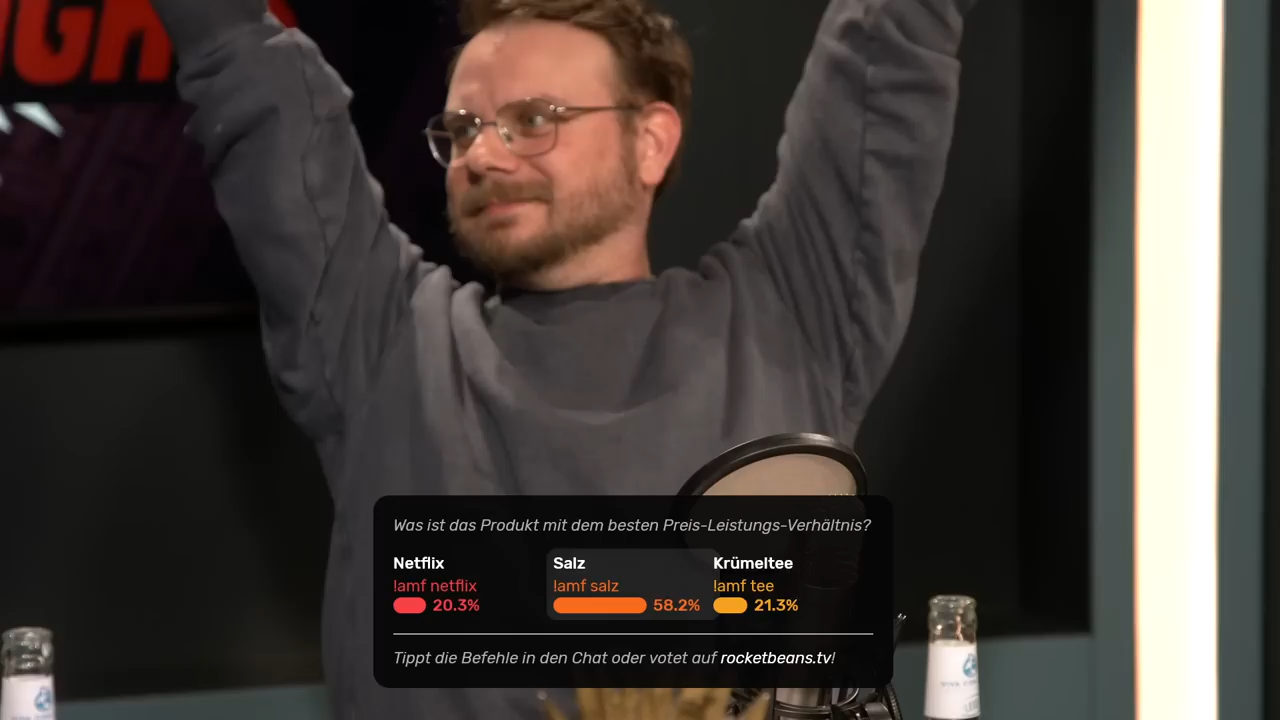 Was ist das Produkt mit dem besten Preis-Leistungs-Verhältnis?
Netflix
!amf netflix
20.3%
Salz
!amf salz
58.2%
Krümeltee
!amf tee
21.3%
Tippt die Befehle in den Chat oder votet auf rocketbeans.tv!